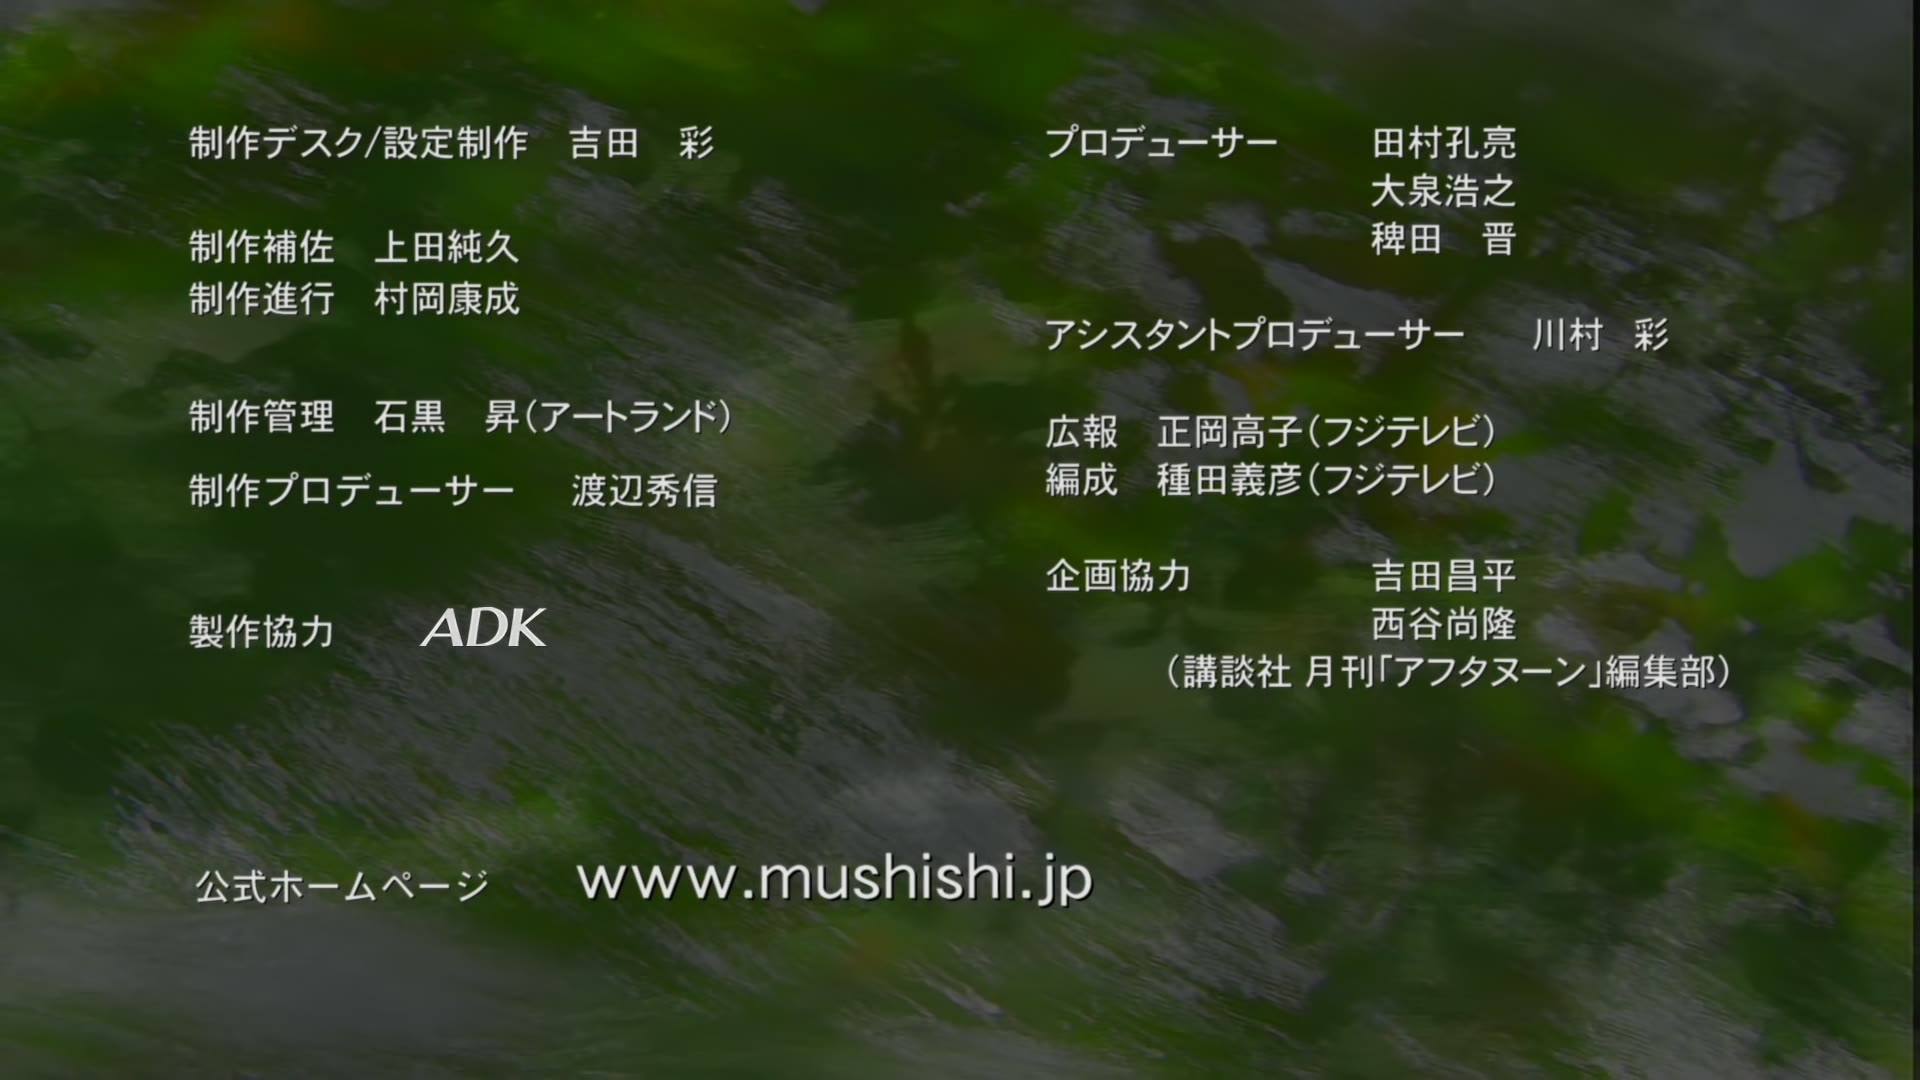 制作デスク/設定制作　吉田　彩
制作補佐　上田純久
制作進行　村岡康成
制作管理　石黒　昇（アートランド）
制作プロデューサー　渡辺秀信
製作協力　ADK
プロデューサー　田村孔亮
大泉浩之
稗田　晋
アシスタントプロデューサー　川村　彩
広報　正岡高子（フジテレビ）
編成　種田義彦（フジテレビ）
企画協力　吉田昌平
西谷尚隆
（講談社 月刊「アフタヌーン」編集部）
公式ホームページ　www.mushishi.jp